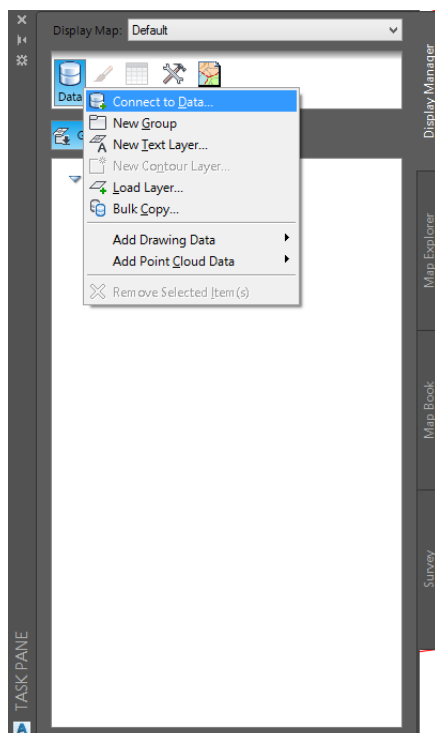 Display Map: Default
Data
Connect to Data...
New Group
New Text Layer...
New Contour Layer...
Load Layer...
Bulk Copy...
Add Drawing Data
Add Point Cloud Data
Remove Selected Item(s)
Display Manager
Map Explorer
Map Book
Survey
TASK PANE